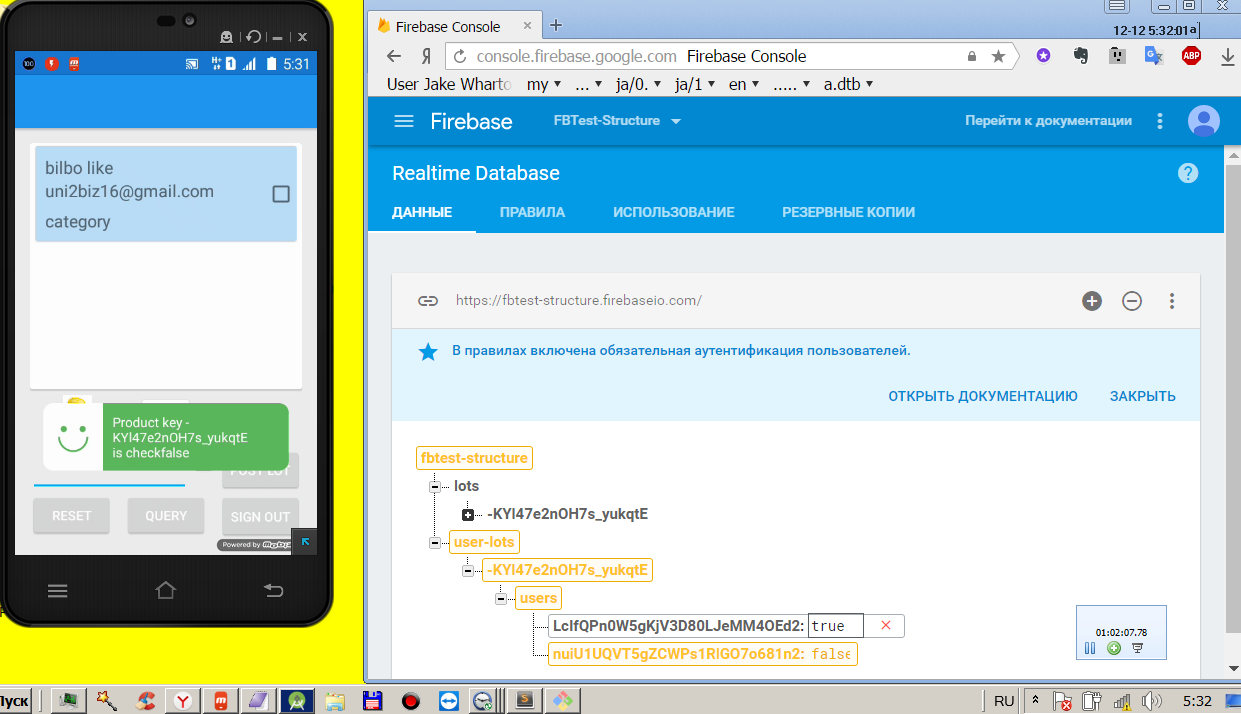 5:31
bilbo like
uni2biz16@gmail.com
category
Product key -
KYl47e2nOH7s_yukqtE
is checkfalse
POST LOT
RESET
QUERY
SIGN OUT
Powered by
Firebase Console
12-12 5:32:01a
Я
console.firebase.google.com Firebase Console
ABP
User Jake Wharto my ... ja/0. ja/1 en ..... a.dtb
Firebase
FBTest-Structure
Перейти к документации
Realtime Database
?
ДАННЫЕ
ПРАВИЛА
ИСПОЛЬЗОВАНИЕ
РЕЗЕРВНЫЕ КОПИИ
https://fbtest-structure.firebaseio.com/
В правилах включена обязательная аутентификация пользователей.
ОТКРЫТЬ ДОКУМЕНТАЦИЮ
ЗАКРЫТЬ
fbtest-structure
lots
-KYl47e2nOH7s_yukqtE
user-lots
-KYl47e2nOH7s_yukqtE
users
LcIfQPn0W5gKjV3D80LJeMM4OEd2: true
nuiU1UQVT5gZCWPs1RlGO7o681n2: false
01:02:07.78
Пуск
RU
5:32